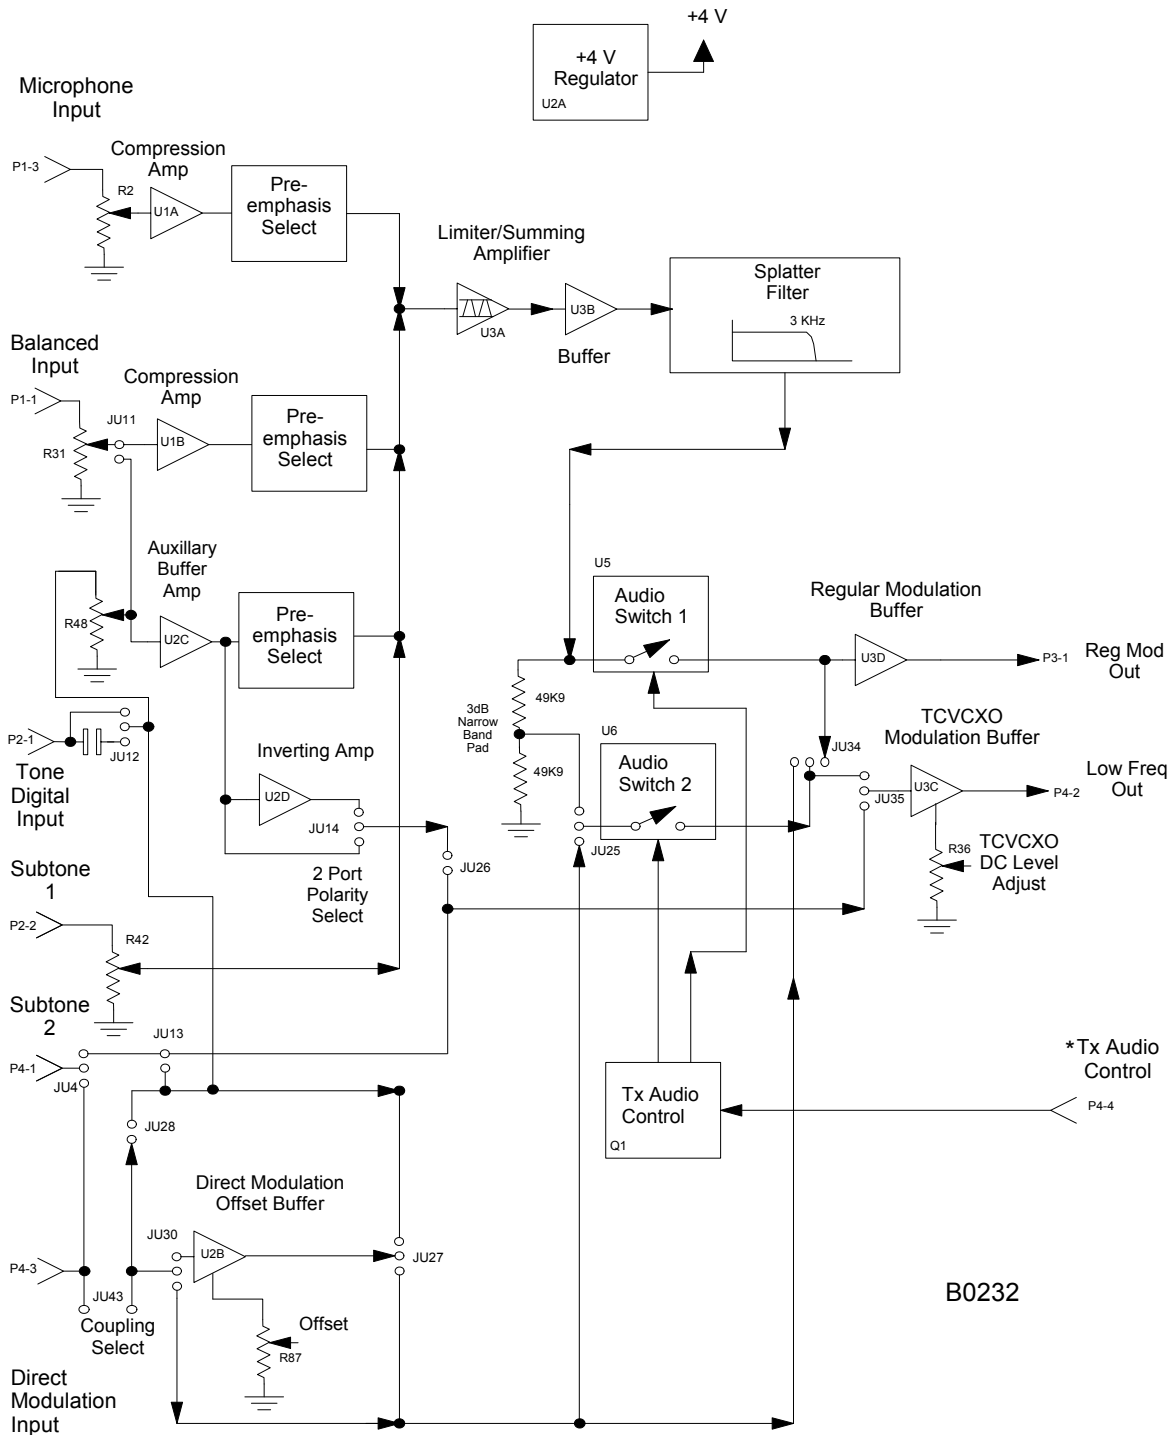 +4 V
+4 V
Regulator
U2A
Microphone
Input
P1-3
R2
Compression
Amp
U1A
Pre-
emphasis
Select
Limiter/Summing
Amplifier
U3A
U3B
Buffer
Splatter
Filter
3 KHz
Balanced
Input
P1-1
R31
JU11
Compression
Amp
U1B
Pre-
emphasis
Select
Auxillary
Buffer
Amp
R48
U2C
Pre-
emphasis
Select
U5
Audio
Switch 1
Regular Modulation
Buffer
U3D
P3-1
Reg Mod
Out
49K9
3dB
Narrow
Band
Pad
49K9
U6
Audio
Switch 2
JU25
JU34
TCVCXO
Modulation Buffer
JU35
U3C
P4-2
Low Freq
Out
R36
TCVCXO
DC Level
Adjust
P2-1
JU12
Tone
Digital
Input
Inverting Amp
U2D
JU14
2 Port
Polarity
Select
JU26
Subtone
1
P2-2
R42
Subtone
2
P4-1
JU4
JU13
JU28
Tx Audio
Control
Q1
*Tx Audio
Control
P4-4
Direct Modulation
Offset Buffer
JU30
U2B
JU27
P4-3
JU43
Coupling
Select
Offset
R87
Direct
Modulation
Input
B0232